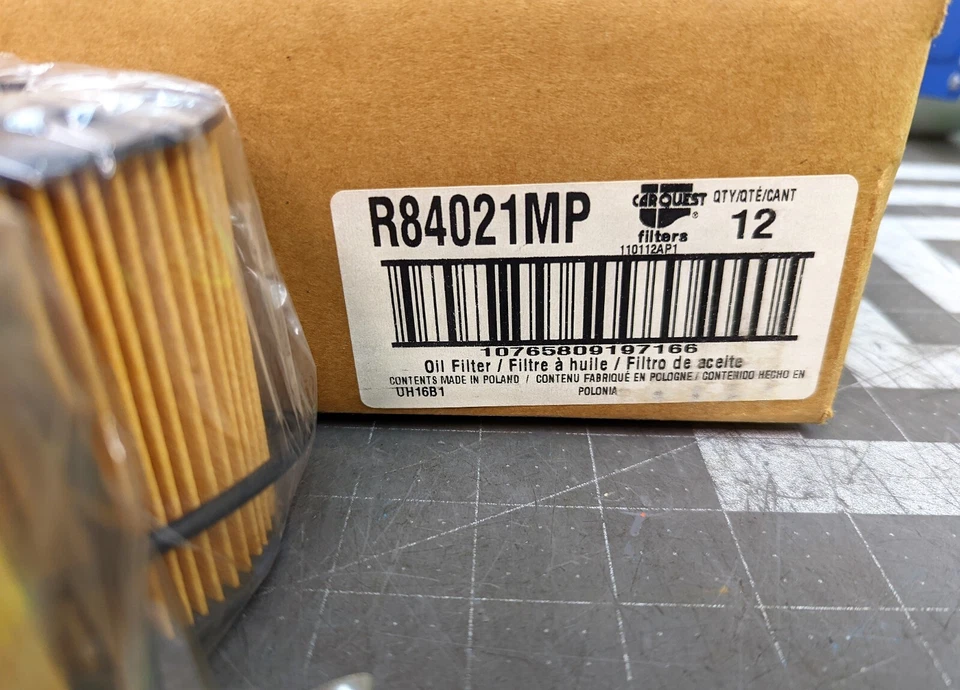 R84021MP
CARQUEST
filters
QTY/QTÉ/CANT
12
110112AP1
10765809197166
Oil Filter / Filtre à huile / Filtro de aceite
CONTENTS MADE IN POLAND / CONTENU FABRIQUÉ EN POLOGNE / CONTENIDO HECHO EN
POLONIA
UH16B1